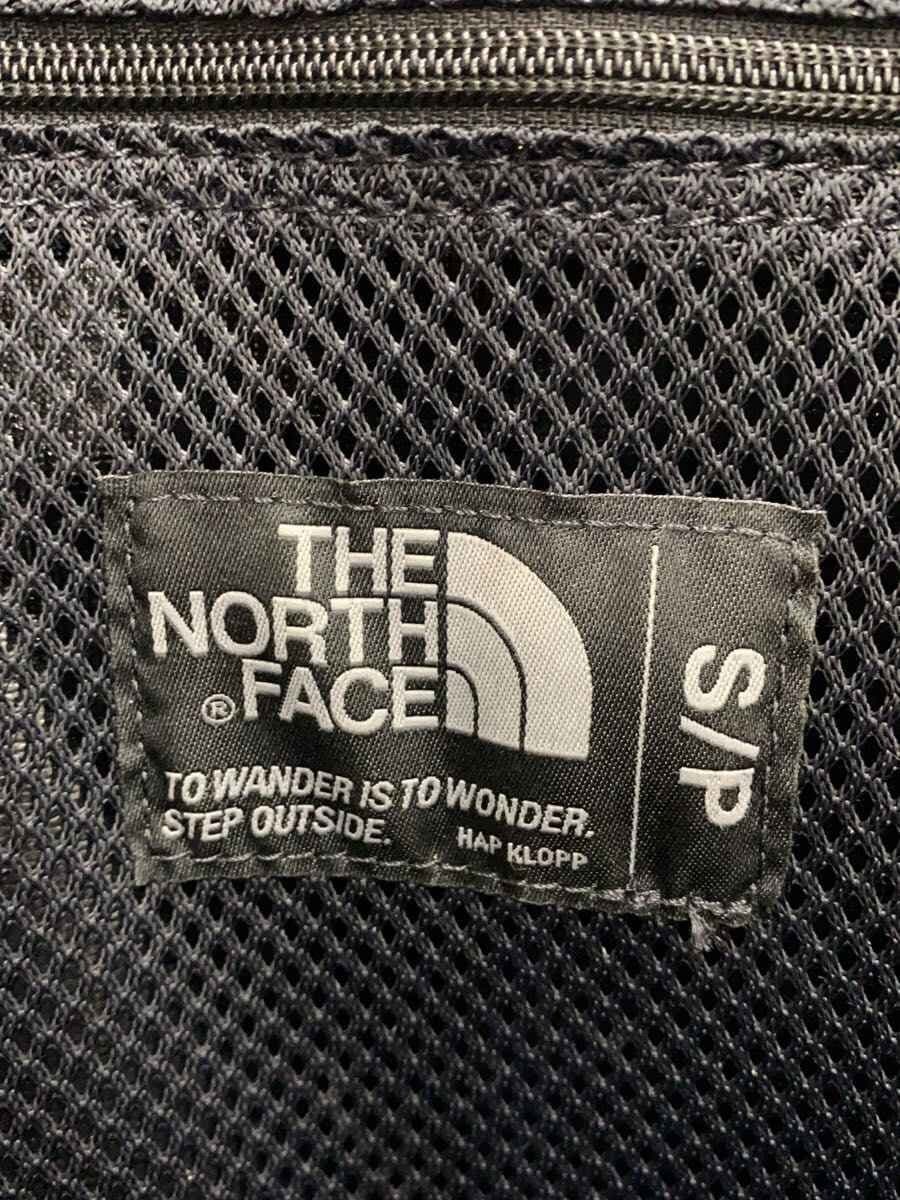 THE
NORTH
® FACE
TO WANDER IS TO WONDER.
STEP OUTSIDE.
HAP KLOPP
S/P